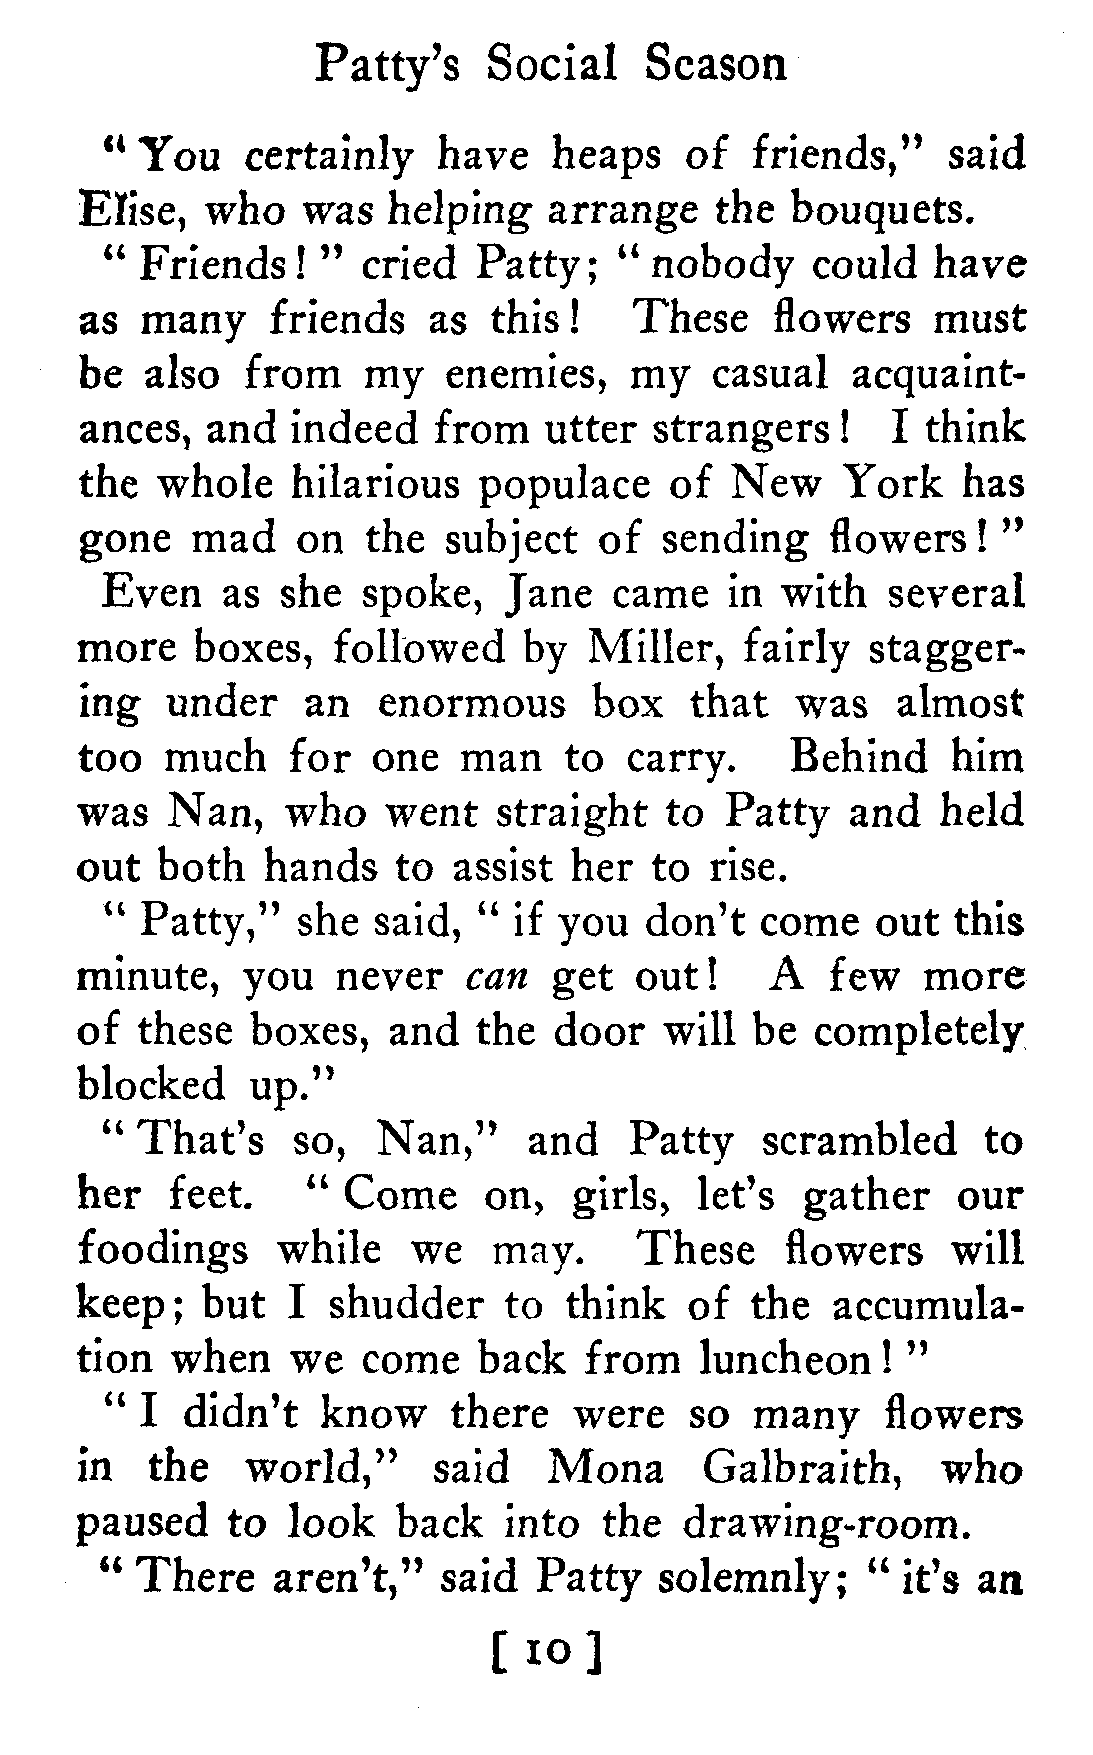 Patty's Social Season
"You certainly have heaps of friends," said
Elise, who was helping arrange the bouquets.
"Friends!" cried Patty; "nobody could have
as many friends as this! These flowers must
be also from my enemies, my casual acquaint-
ances, and indeed from utter strangers! I think
the whole hilarious populace of New York has
gone mad on the subject of sending flowers!"
Even as she spoke, Jane came in with several
more boxes, followed by Miller, fairly stagger-
ing under an enormous box that was almost
too much for one man to carry. Behind him
was Nan, who went straight to Patty and held
out both hands to assist her to rise.
"Patty," she said, "if you don't come out this
minute, you never can get out! A few more
of these boxes, and the door will be completely
blocked up."
"That's so, Nan," and Patty scrambled to
her feet. "Come on, girls, let's gather our
foodings while we may. These flowers will
keep; but I shudder to think of the accumula-
tion when we come back from luncheon!"
"I didn't know there were so many flowers
in the world," said Mona Galbraith, who
paused to look back into the drawing-room.
"There aren't," said Patty solemnly; "it's an
[ 10 ]